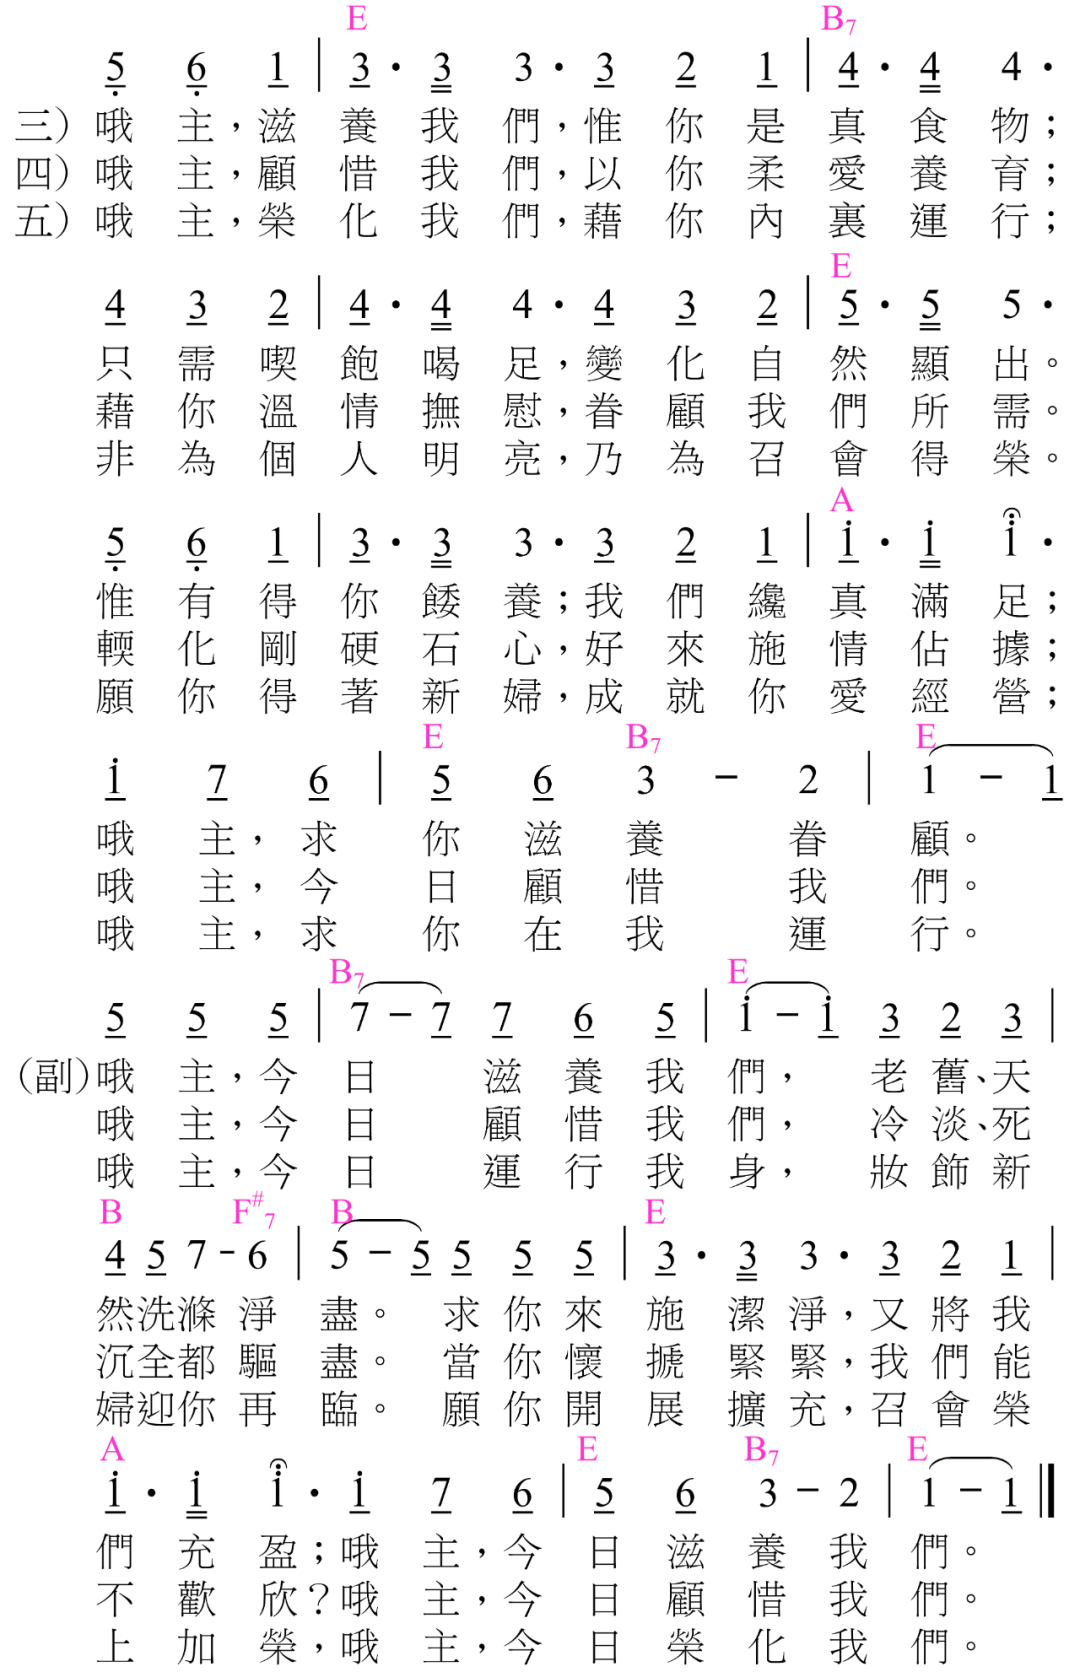 E B7
5 6 1 | 3 · 3 3 · 3 2 1 | 4 · 4 4 ·
三）哦 主，滋 養 我 們，惟 你 是 真 食 物；
四）哦 主，顧 惜 我 們，以 你 柔 愛 養 育；
五）哦 主，榮 化 我 們，藉 你 內 裏 運 行；
E
4 3 2 | 4 · 4 4 · 4 3 2 | 5 · 5 5 ·
只 需 喫 飽 喝 足，變 化 自 然 顯 出。
藉 你 溫 情 撫 慰，眷 顧 我 們 所 需。
非 為 個 人 明 亮，乃 為 召 會 得 榮。
A
5 6 1 | 3 · 3 3 · 3 2 1 | i · i i ·
惟 有 得 你 餧 養；我 們 纔 真 滿 足；
輭 化 剛 硬 石 心，好 來 施 情 佔 據；
願 你 得 著 新 婦，成 就 你 愛 經 營；
E B7 E
i 7 6 | 5 6 3 － 2 | 1 － 1
哦 主，求 你 滋 養 眷 顧。
哦 主，今 日 顧 惜 我 們。
哦 主，求 你 在 我 運 行。
B7 E
5 5 5 | 7 － 7 7 6 5 | i － i 3 2 3 |
（副）哦 主，今 日 滋 養 我 們， 老 舊、天
哦 主，今 日 顧 惜 我 們， 冷 淡、死
哦 主，今 日 運 行 我 身， 妝 飾 新
B F#7 B E
4 5 7 - 6 | 5 － 5 5 5 5 | 3 · 3 3 · 3 2 1 |
然 洗 滌 淨 盡。 求 你 來 施 潔 淨，又 將 我
沉 全 都 驅 盡。 當 你 懷 搋 緊 緊，我 們 能
婦 迎 你 再 臨。 願 你 開 展 擴 充，召 會 榮
A E B7 E
i · i i · i 7 6 | 5 6 3 － 2 | 1 － 1 ‖
們 充 盈；哦 主，今 日 滋 養 我 們。
不 歡 欣？哦 主，今 日 顧 惜 我 們。
上 加 榮，哦 主，今 日 榮 化 我 們。